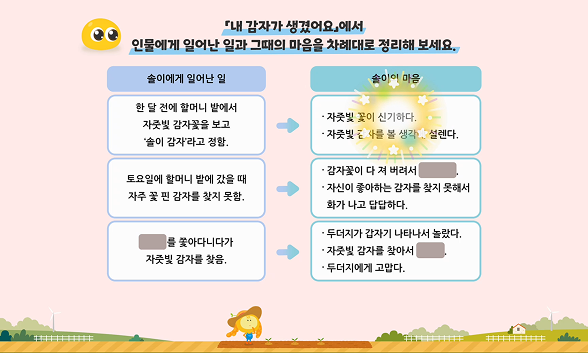 「내 감자가 생겼어요」에서
인물에게 일어난 일과 그때의 마음을 차례대로 정리해 보세요.
솔이에게 일어난 일
솔이의 마음
한 달 전에 할머니 밭에서
자줏빛 감자꽃을 보고
'솔이 감자'라고 정함.
· 자줏빛 꽃이 신기하다.
· 자줏빛 감자를 볼 생각에 설렌다.
토요일에 할머니 밭에 갔을 때
자주 꽃 핀 감자를 찾지 못함.
· 감자꽃이 다 져 버려서 .
· 자신이 좋아하는 감자를 찾지 못해서
화가 나고 답답하다.
를 쫓아다니다가
자줏빛 감자를 찾음.
· 두더지가 갑자기 나타나서 놀랐다.
· 자줏빛 감자를 찾아서 .
· 두더지에게 고맙다.